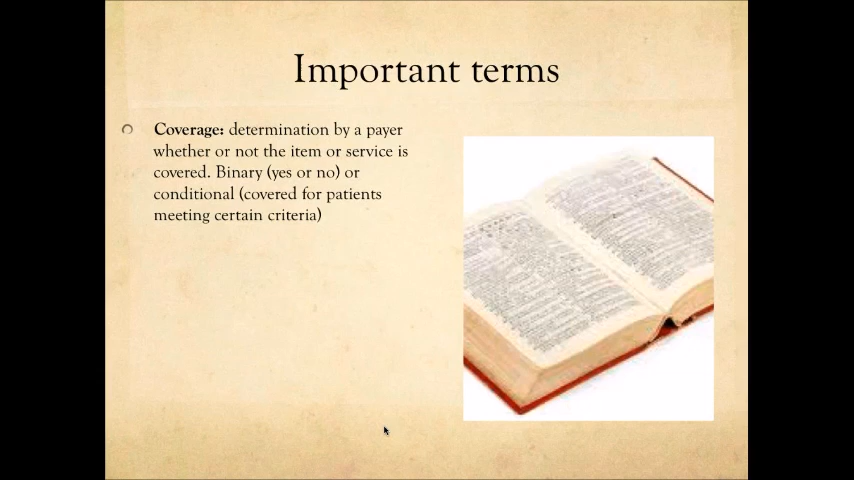 Important terms
Coverage: determination by a payer
whether or not the item or service is
covered. Binary (yes or no) or
conditional (covered for patients
meeting certain criteria)